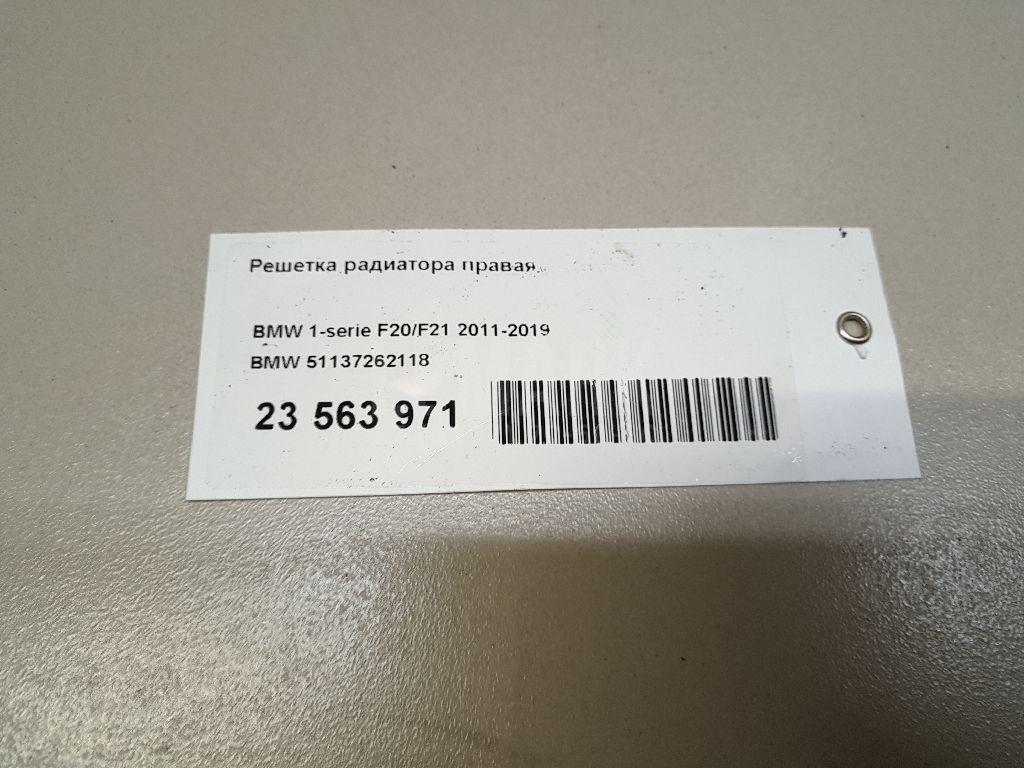 Решетка радиатора правая
BMW 1-serie F20/F21 2011-2019
BMW 51137262118
23 563 971